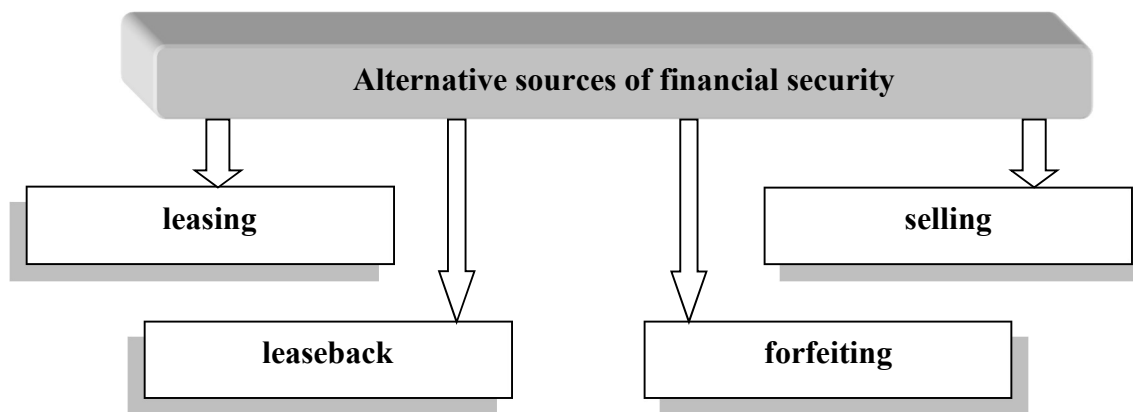 Alternative sources of financial security
leasing
selling
leaseback
forfeiting